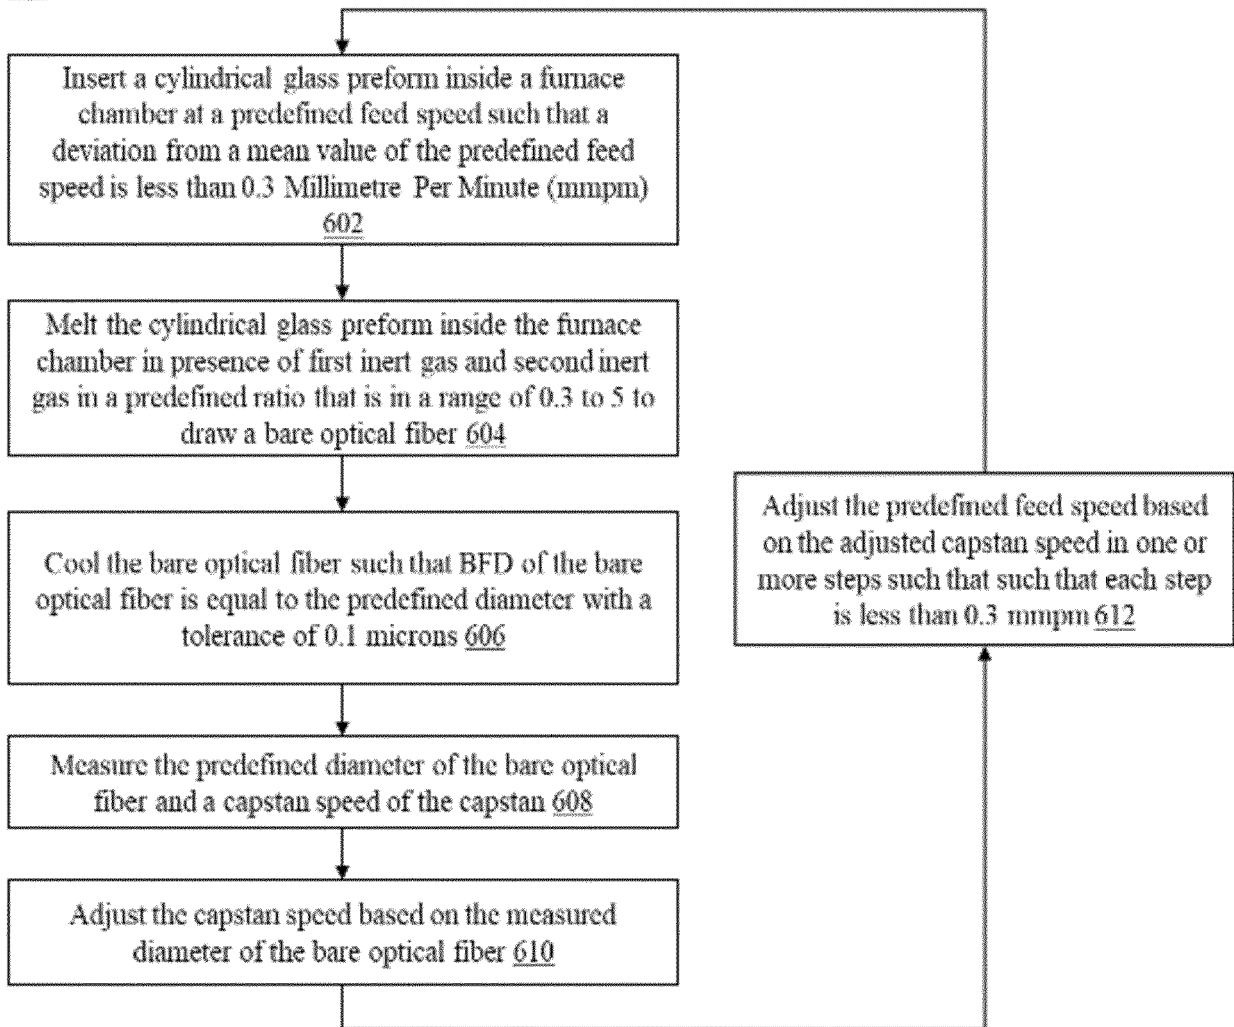 Insert a cylindrical glass preform inside a furnace
chamber at a predefined feed speed such that a
deviation from a mean value of the predefined feed
speed is less than 0.3 Millimetre Per Minute (mmpm)
602
Melt the cylindrical glass preform inside the furnace
chamber in presence of first inert gas and second inert
gas in a predefined ratio that is in a range of 0.3 to 5 to
draw a bare optical fiber 604
Cool the bare optical fiber such that BFD of the bare
optical fiber is equal to the predefined diameter with a
tolerance of 0.1 microns 606
Measure the predefined diameter of the bare optical
fiber and a capstan speed of the capstan 608
Adjust the capstan speed based on the measured
diameter of the bare optical fiber 610
Adjust the predefined feed speed based
on the adjusted capstan speed in one or
more steps such that such that each step
is less than 0.3 mmpm 612